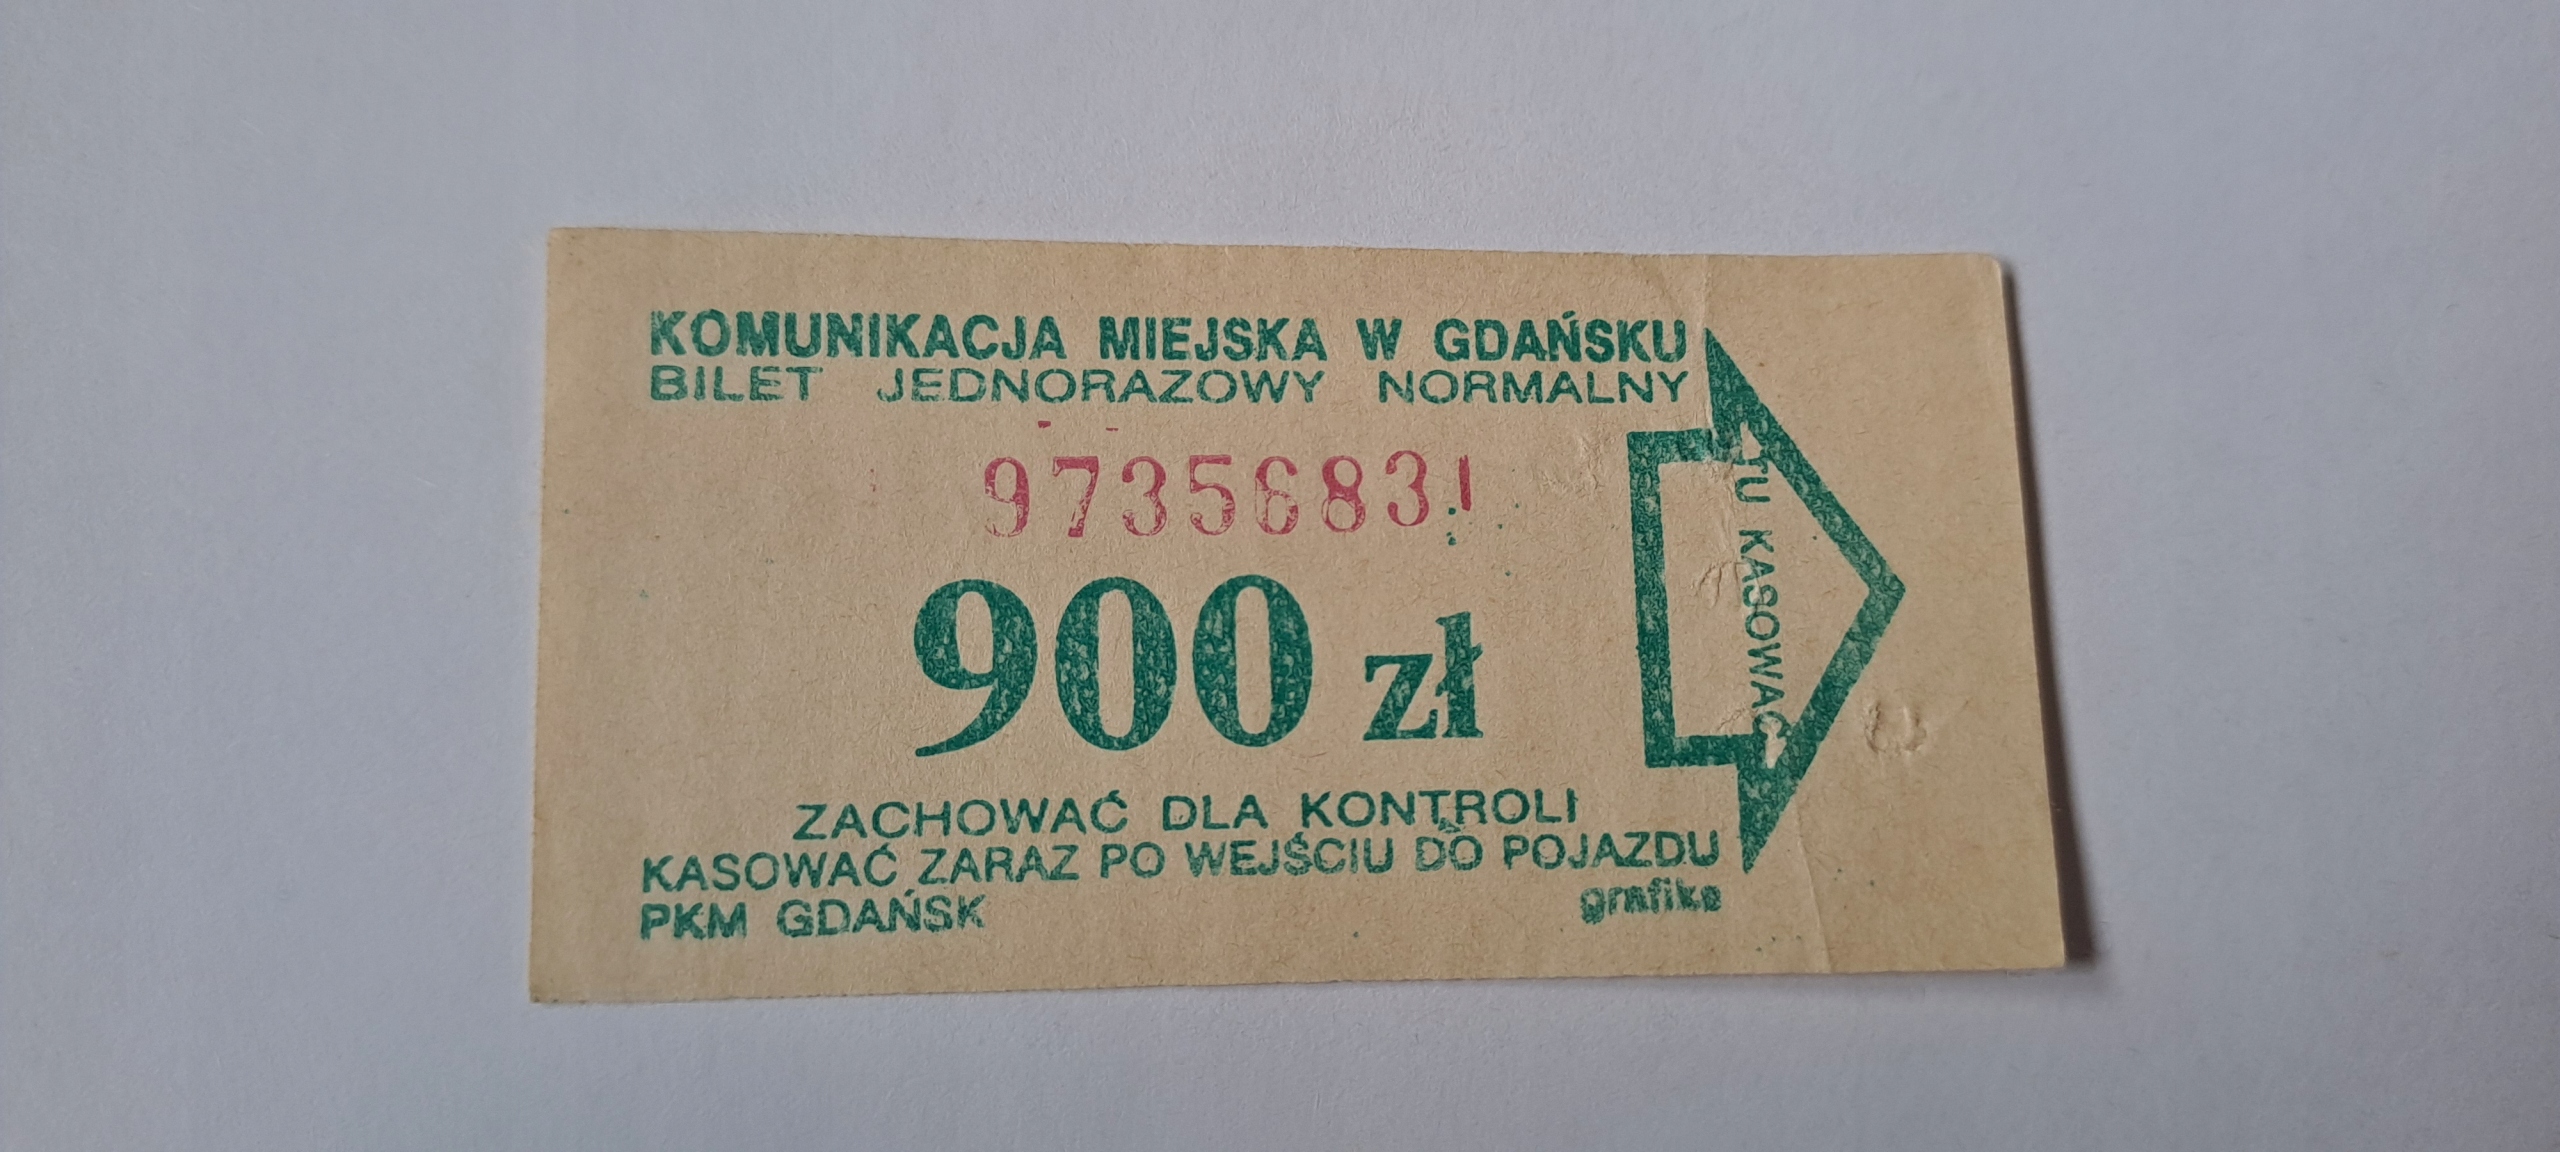 KOMUNIKACJA MIEJSKA W GDAŃSKU
BILET JEDNORAZOWY NORMALNY
9735683
900 zł
TU KASOWAĆ
ZACHOWAĆ DLA KONTROLI
KASOWAĆ ZARAZ PO WEJŚCIU DO POJAZDU
PKM GDAŃSK
grafika